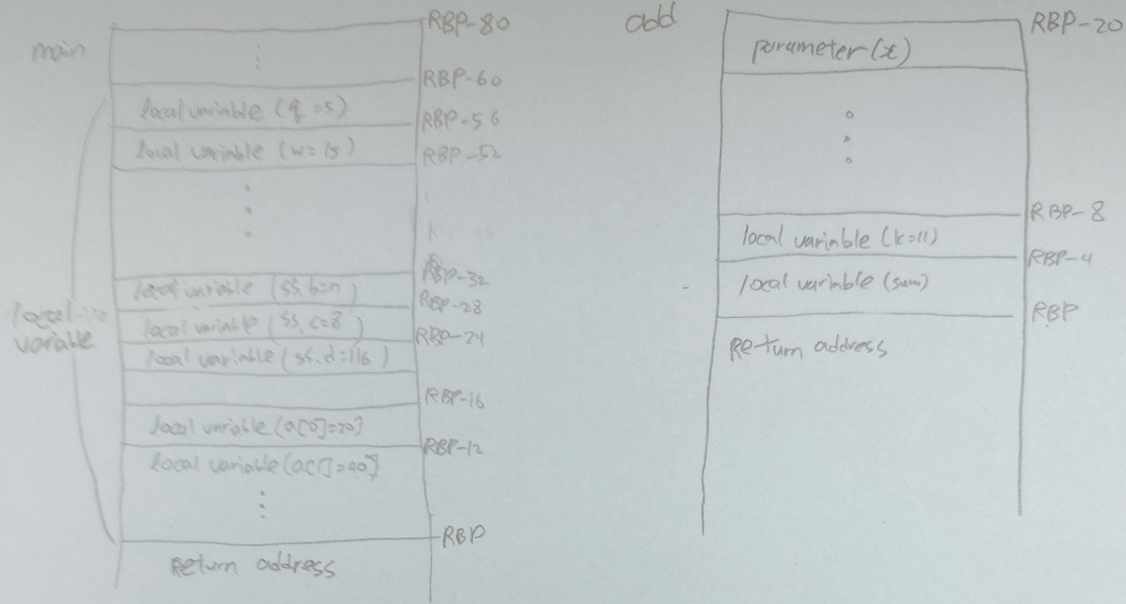 main
RBP-80
RBP-60
local variable (q=5)
RBP-56
local variable (w=15)
RBP-52
RBP-32
local variable (ss.b=n)
RBP-28
local variable (ss.c=8)
RBP-24
local variable (ss.d=116)
RBP-16
local variable (a[0]=20)
RBP-12
local variable (a[1]=40)
RBP
Return address
local
variable
add
RBP-20
parameter (x)
RBP-8
local variable (k=11)
RBP-4
local variable (sum)
RBP
Return address